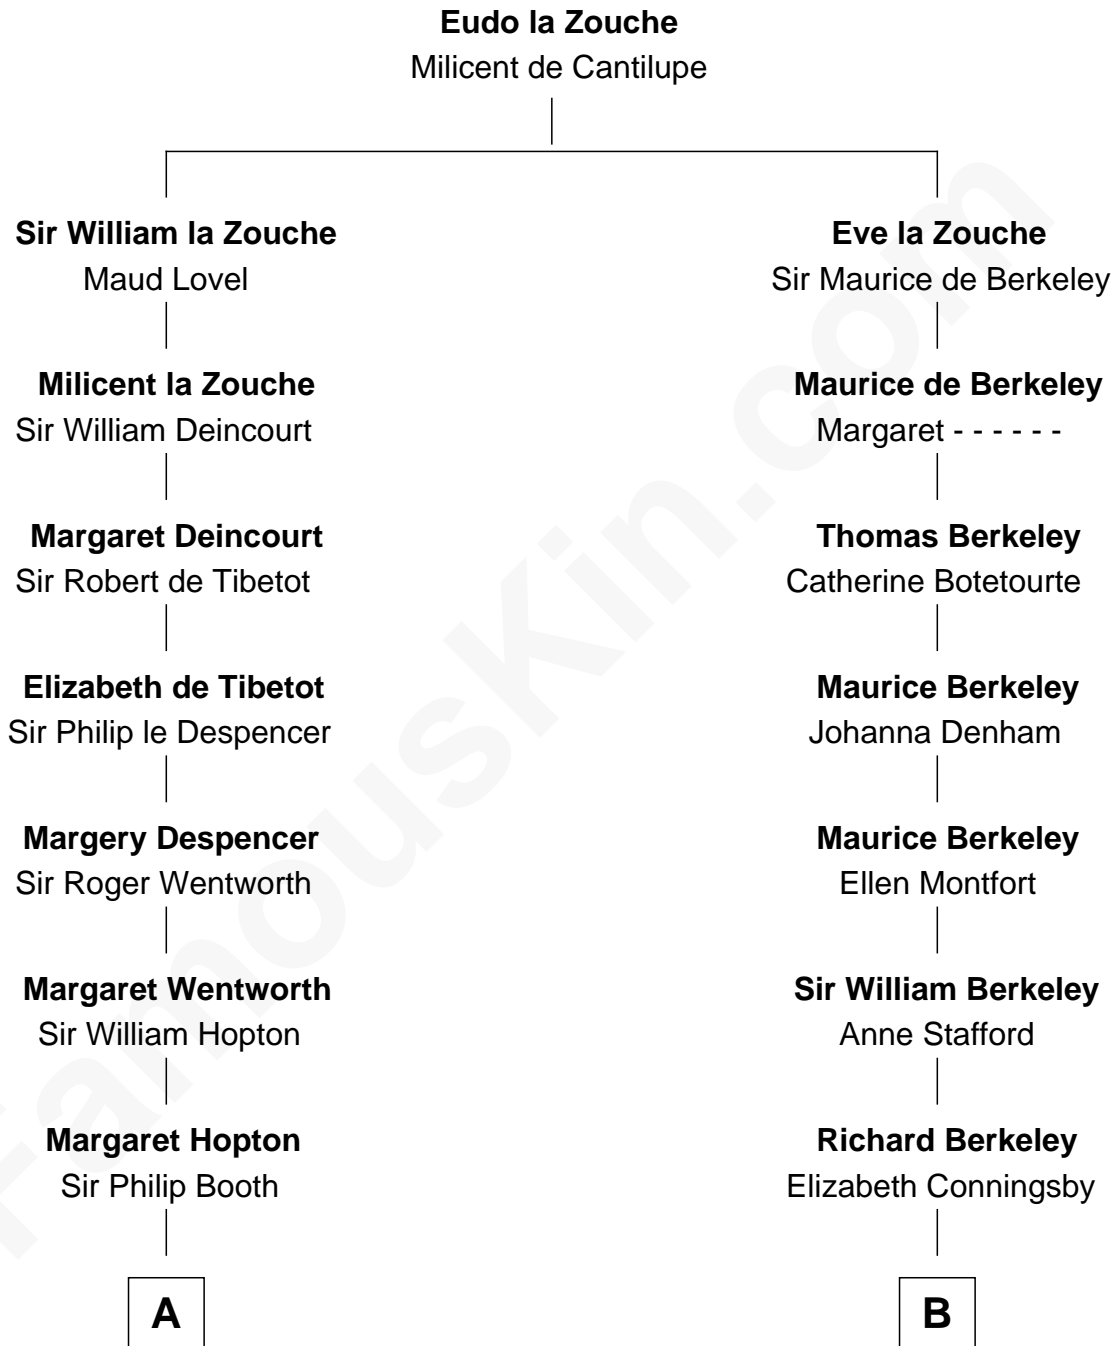 Eudo la Zouche
Milicent de Cantilupe
Sir William la Zouche
Maud Lovel
Eve la Zouche
Sir Maurice de Berkeley
Milicent la Zouche
Sir William Deincourt
Maurice de Berkeley
Margaret - - - - - -
Margaret Deincourt
Sir Robert de Tibetot
Thomas Berkeley
Catherine Botetourte
Elizabeth de Tibetot
Sir Philip le Despencer
Maurice Berkeley
Johanna Denham
Margery Despencer
Sir Roger Wentworth
Maurice Berkeley
Ellen Montfort
Margaret Wentworth
Sir William Hopton
Sir William Berkeley
Anne Stafford
Margaret Hopton
Sir Philip Booth
Richard Berkeley
Elizabeth Conningsby
A
B
FamousKin.com